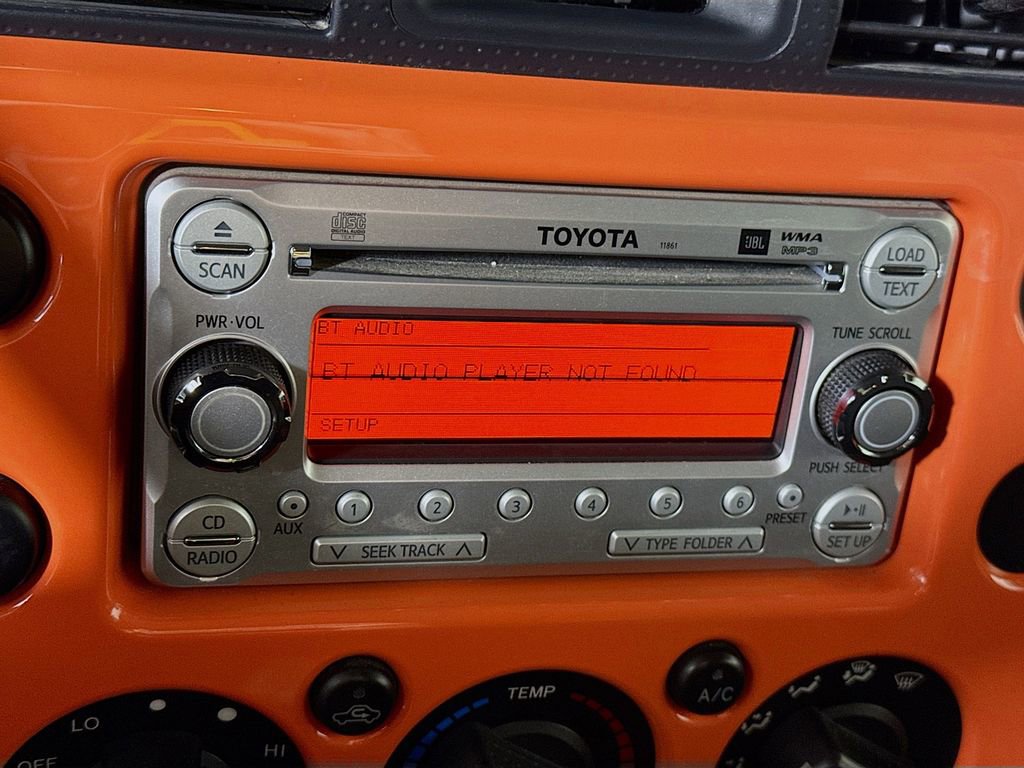 COMPACT
disc
DIGITAL AUDIO
TEXT
TOYOTA
11861
JBL
WMA
MP3
SCAN
LOAD
TEXT
PWR·VOL
TUNE SCROLL
BT AUDIO
BT AUDIO PLAYER NOT FOUND
SETUP
PUSH SELECT
CD
RADIO
AUX
1
2
3
4
5
6
PRESET
SEEK TRACK
TYPE FOLDER
SET UP
TEMP
A/C
LO
HI
OFF